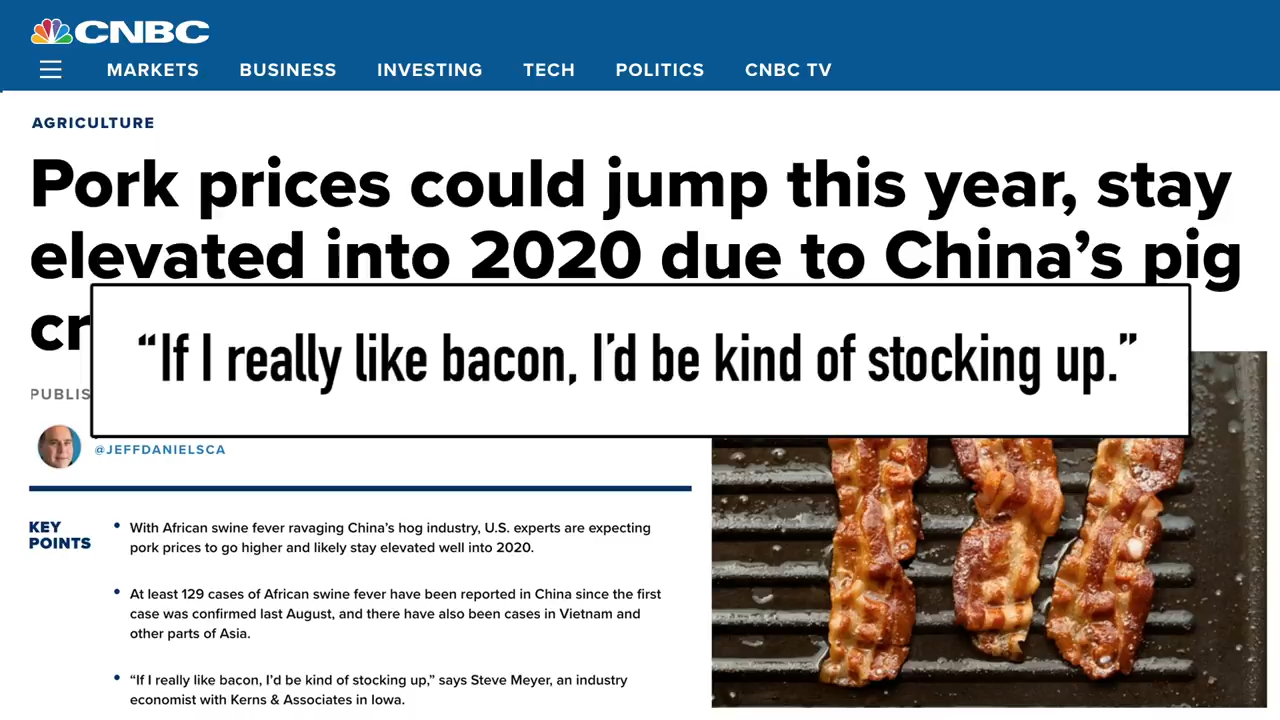 CNBC
MARKETS BUSINESS INVESTING TECH POLITICS CNBC TV
AGRICULTURE
Pork prices could jump this year, stay
elevated into 2020 due to China’s pig
cr
“If I really like bacon, I’d be kind of stocking up.”
PUBLIS
@JEFFDANIELSCA
KEY
POINTS
• With African swine fever ravaging China’s hog industry, U.S. experts are expecting
pork prices to go higher and likely stay elevated well into 2020.
• At least 129 cases of African swine fever have been reported in China since the first
case was confirmed last August, and there have also been cases in Vietnam and
other parts of Asia.
• “If I really like bacon, I’d be kind of stocking up,” says Steve Meyer, an industry
economist with Kerns & Associates in Iowa.